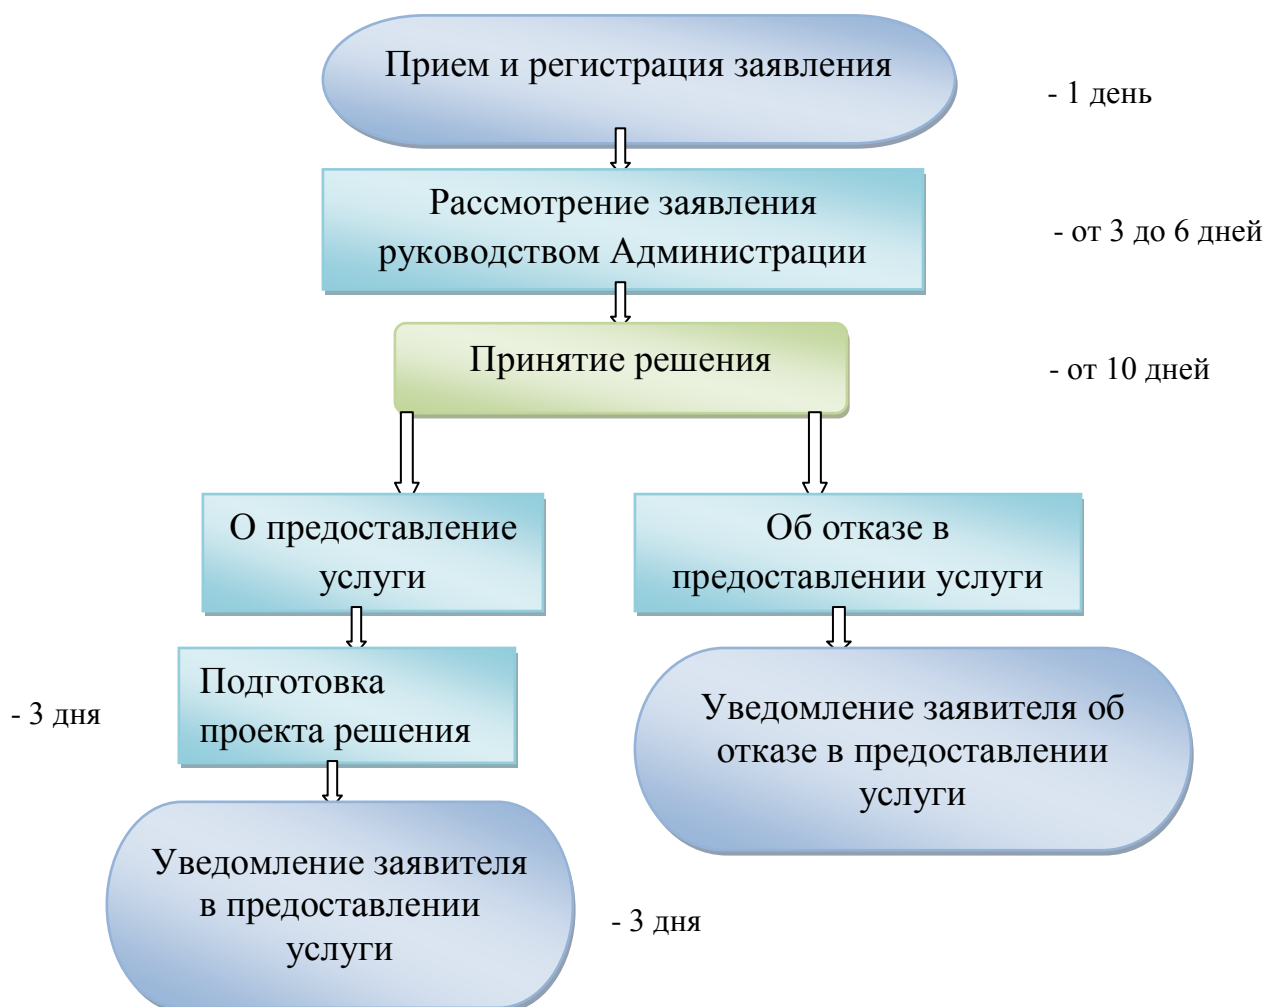 Прием и регистрация заявления
- 1 день
Рассмотрение заявления
руководством Администрации
- от 3 до 6 дней
Принятие решения
- от 10 дней
О предоставление
услуги
Об отказе в
предоставлении услуги
Подготовка
проекта решения
- 3 дня
Уведомление заявителя об
отказе в предоставлении
услуги
Уведомление заявителя
в предоставлении
услуги
- 3 дня